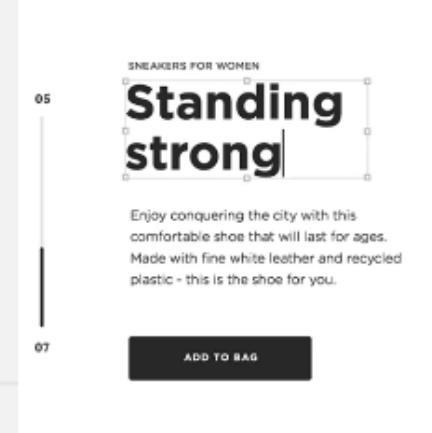 SNEAKERS FOR WOMEN
05
Standing
strong
Enjoy conquering the city with this
comfortable shoe that will last for ages.
Made with fine white leather and recycled
plastic - this is the shoe for you.
07
ADD TO BAG